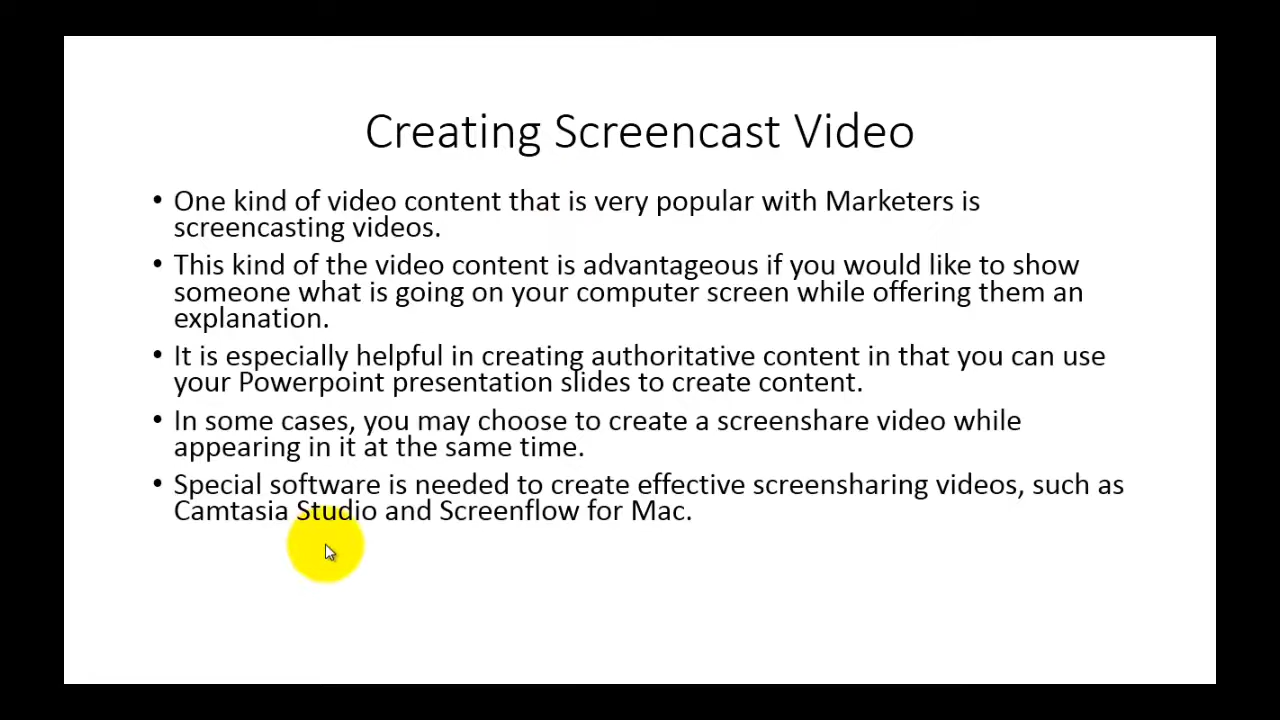 Creating Screencast Video
• One kind of video content that is very popular with Marketers is
screencasting videos.
• This kind of the video content is advantageous if you would like to show
someone what is going on your computer screen while offering them an
explanation.
• It is especially helpful in creating authoritative content in that you can use
your Powerpoint presentation slides to create content.
• In some cases, you may choose to create a screenshare video while
appearing in it at the same time.
• Special software is needed to create effective screensharing videos, such as
Camtasia Studio and Screenflow for Mac.